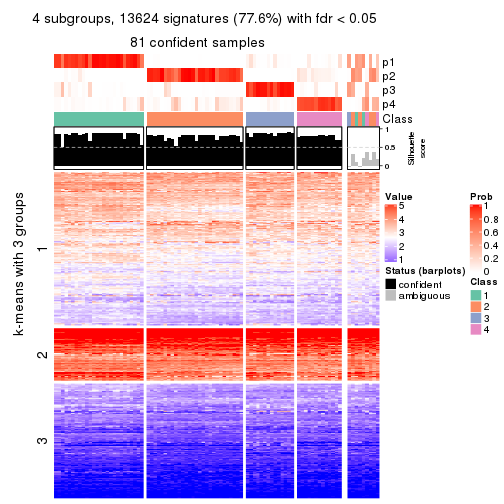 4 subgroups, 13624 signatures (77.6%) with fdr < 0.05
81 confident samples
p1
p2
p3
p4
Class
1
0.5
0
Silhouette
score
k-means with 3 groups
1
2
3
Value
5
4
3
2
1
Status (barplots)
confident
ambiguous
Prob
1
0.8
0.6
0.4
0.2
0
Class
1
2
3
4